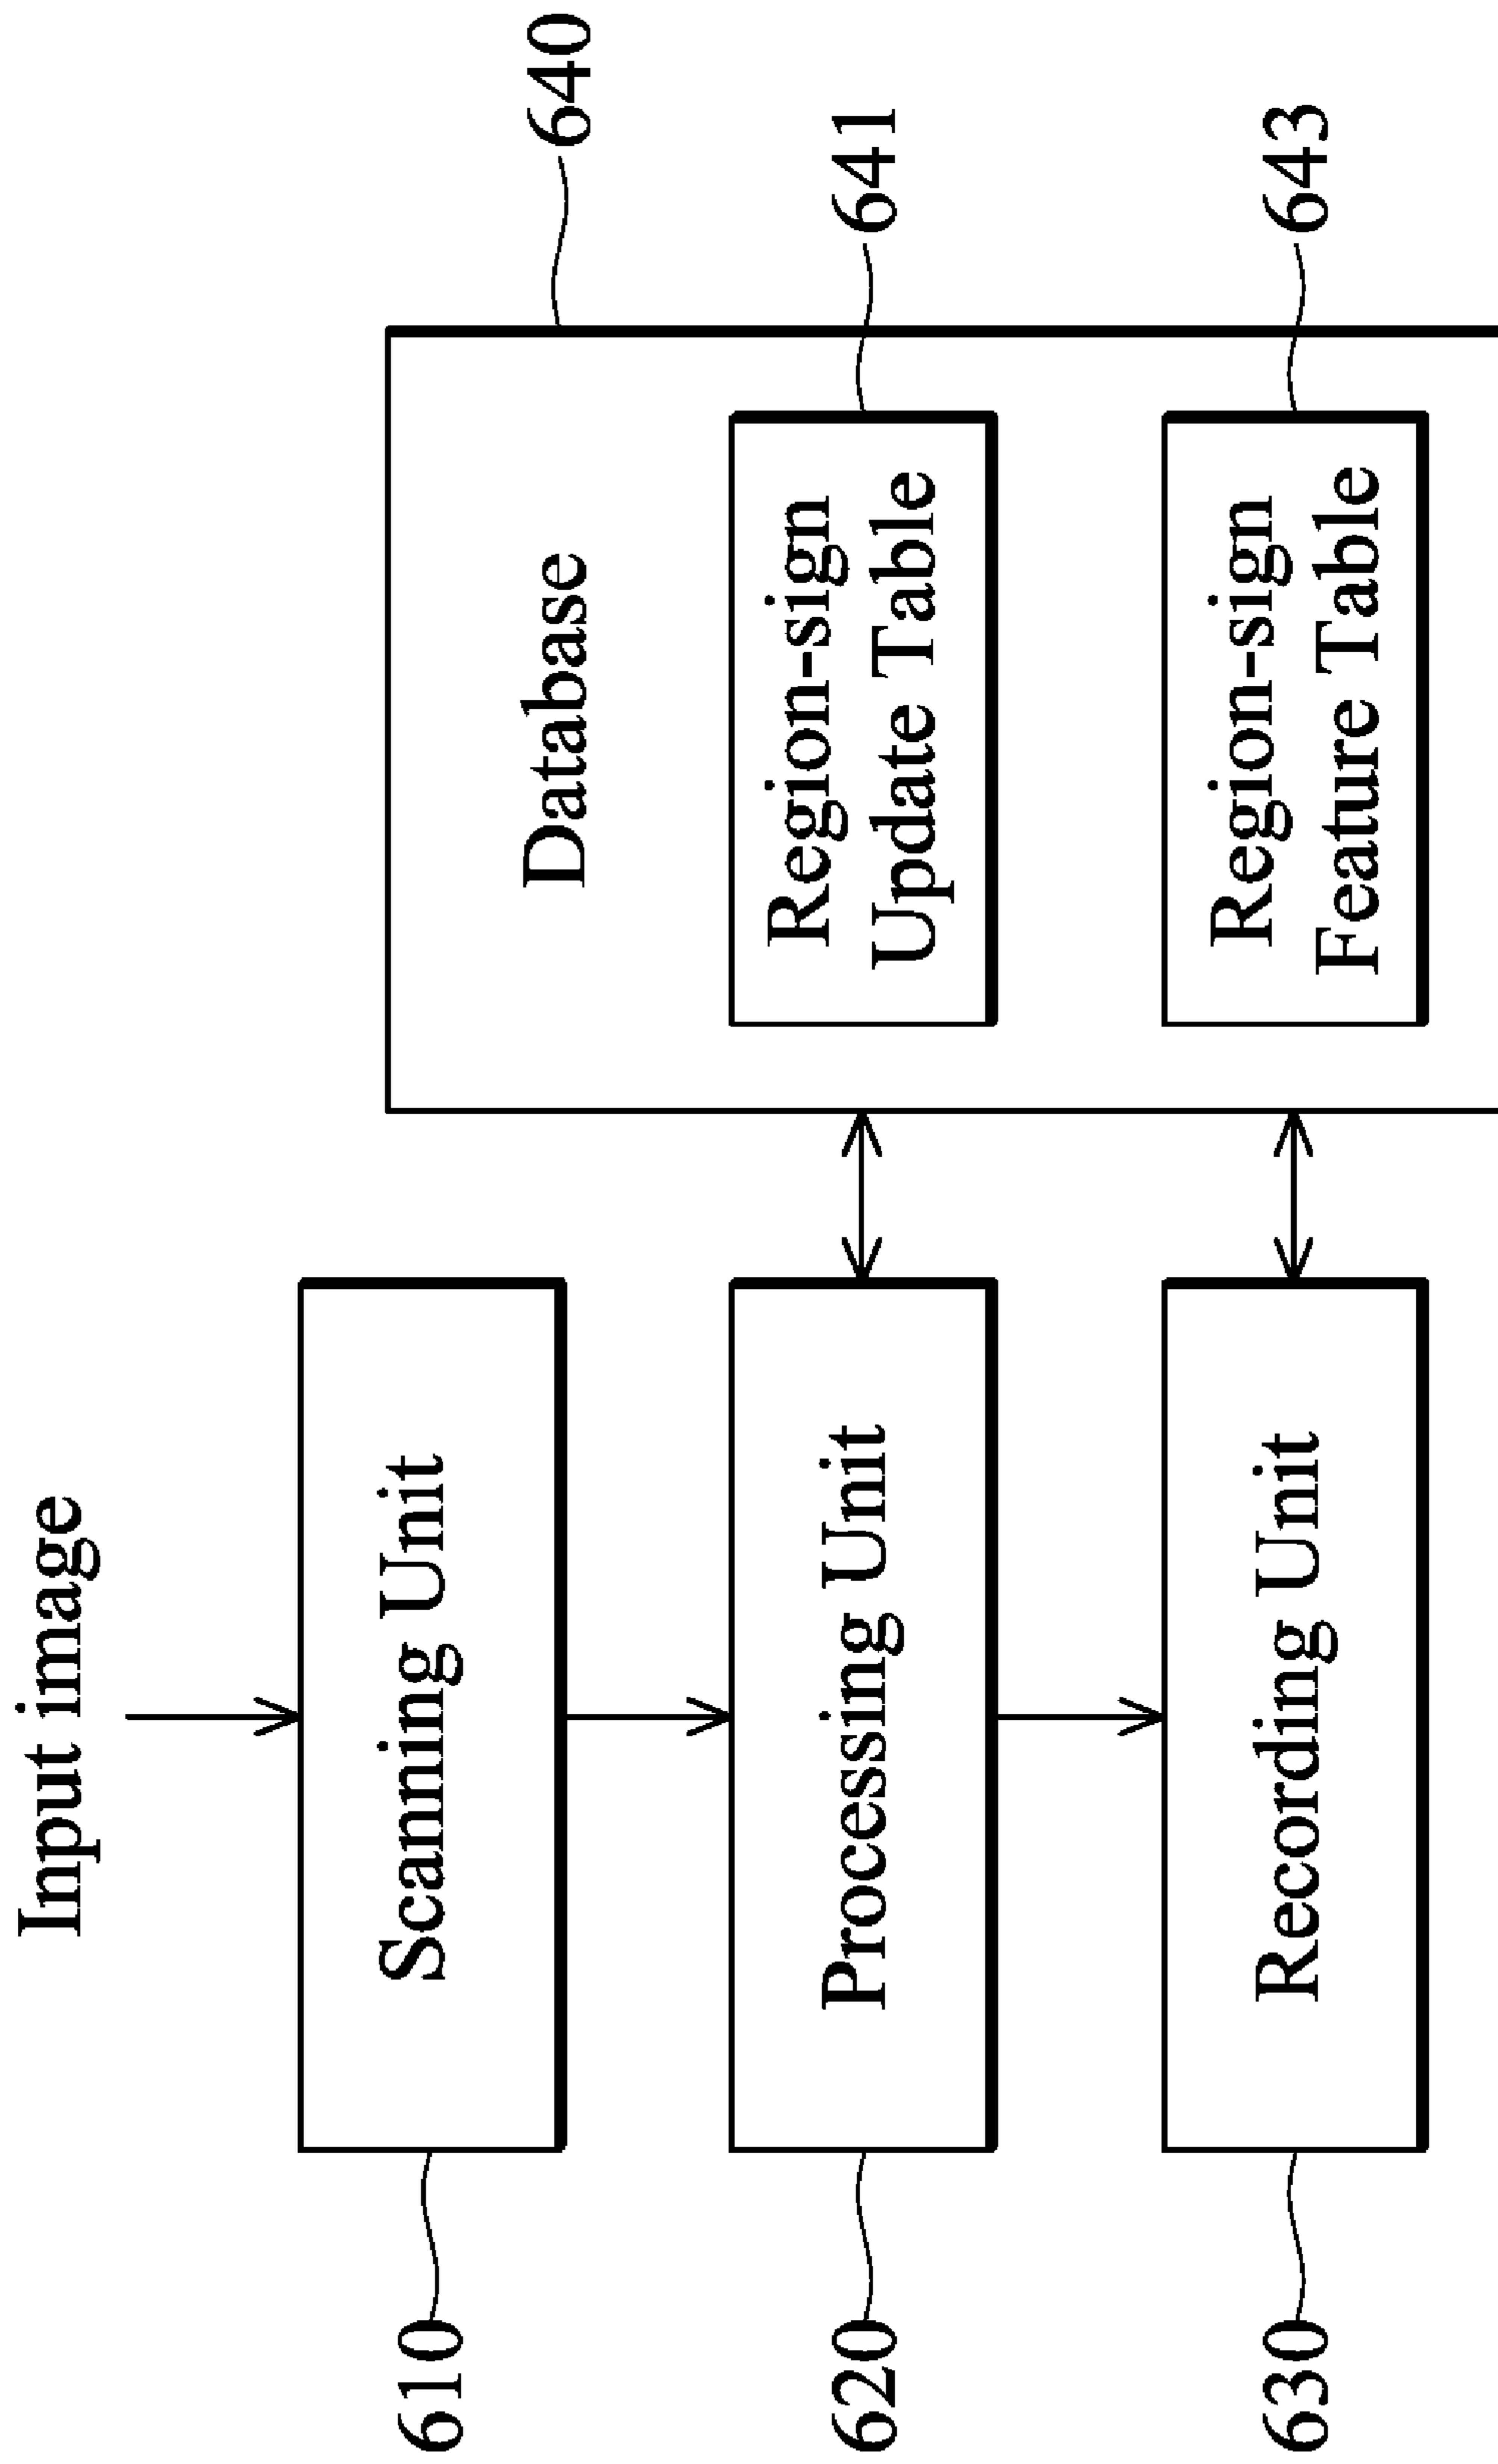 Input image
610
Scanning Unit
Database
640
620
Processing Unit
Region-sign
Update Table
641
630
Recording Unit
Region-sign
Feature Table
643